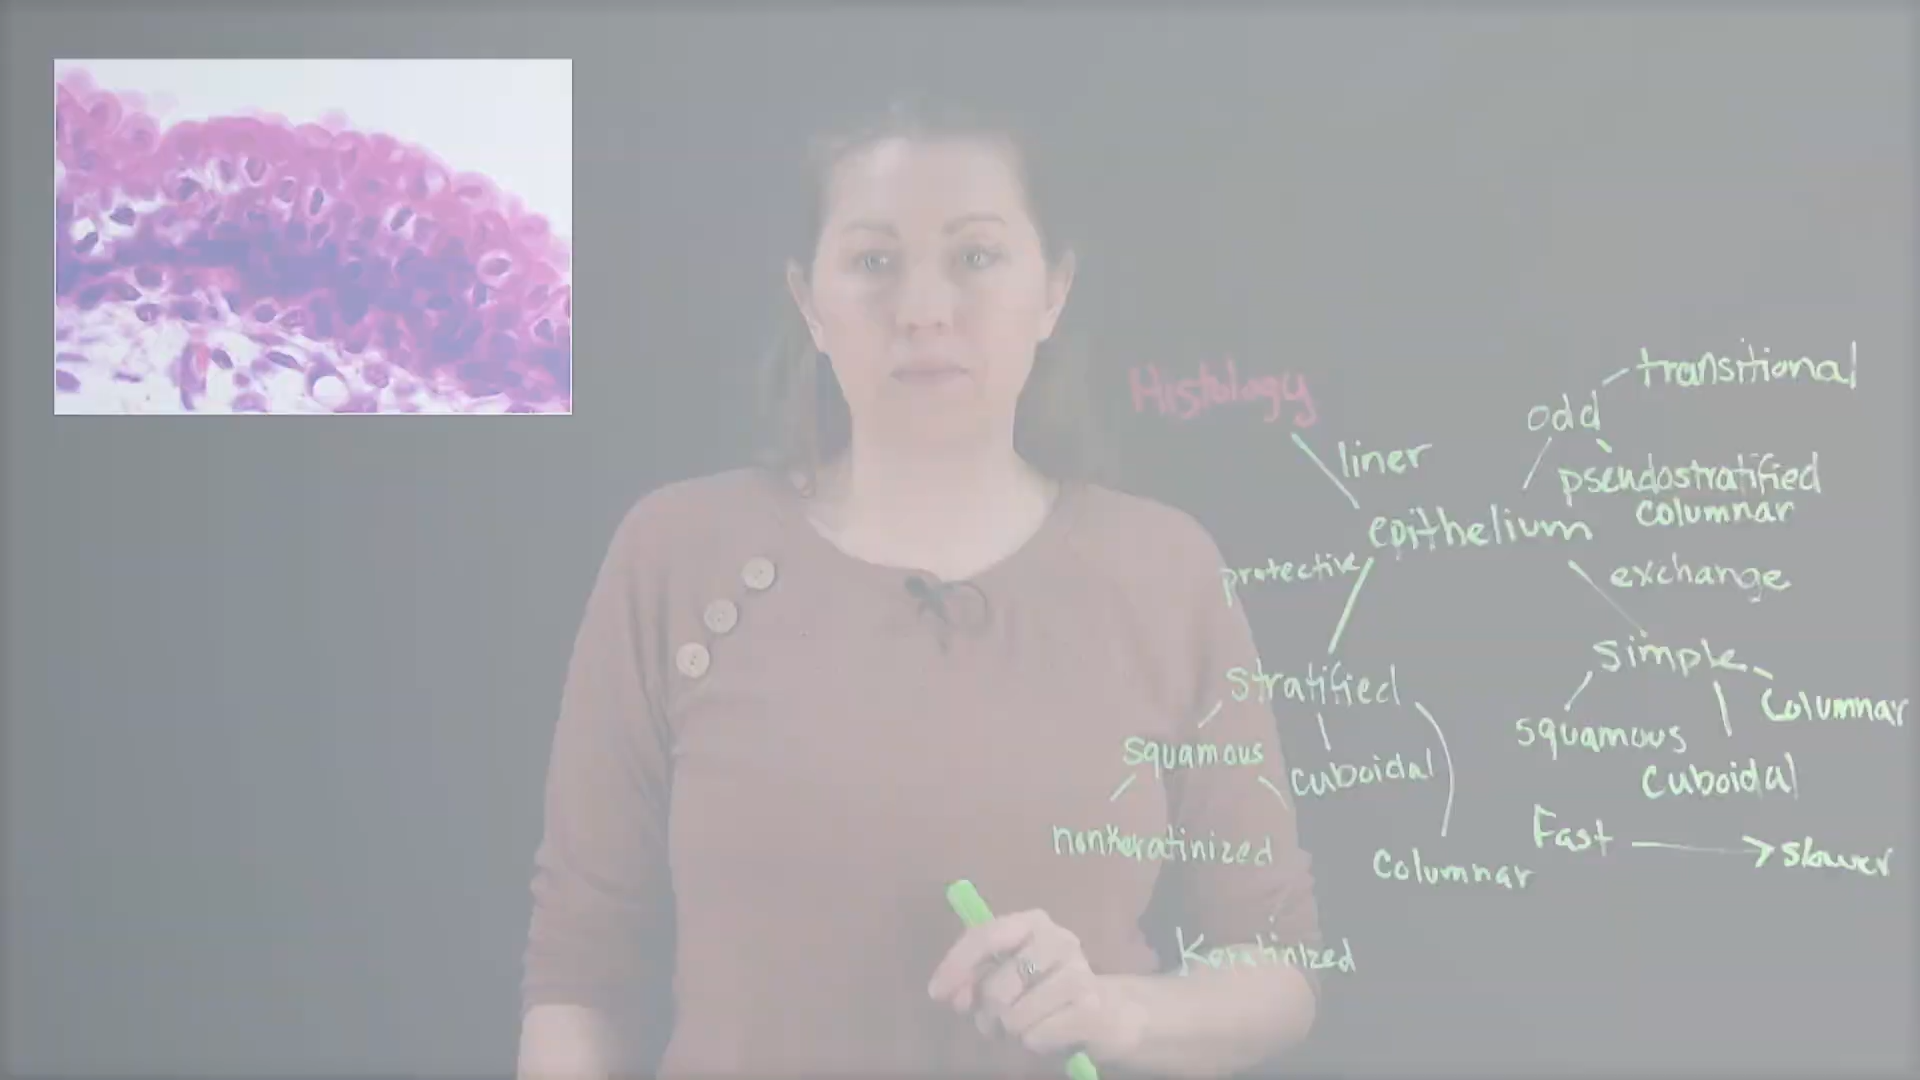 Histology
liner
epithelium
odd
transitional
pseudostratified
columnar
protective
exchange
stratified
squamous
cuboidal
columnar
nonkeratinized
Keratinized
simple
squamous
cuboidal
columnar
Fast
slower